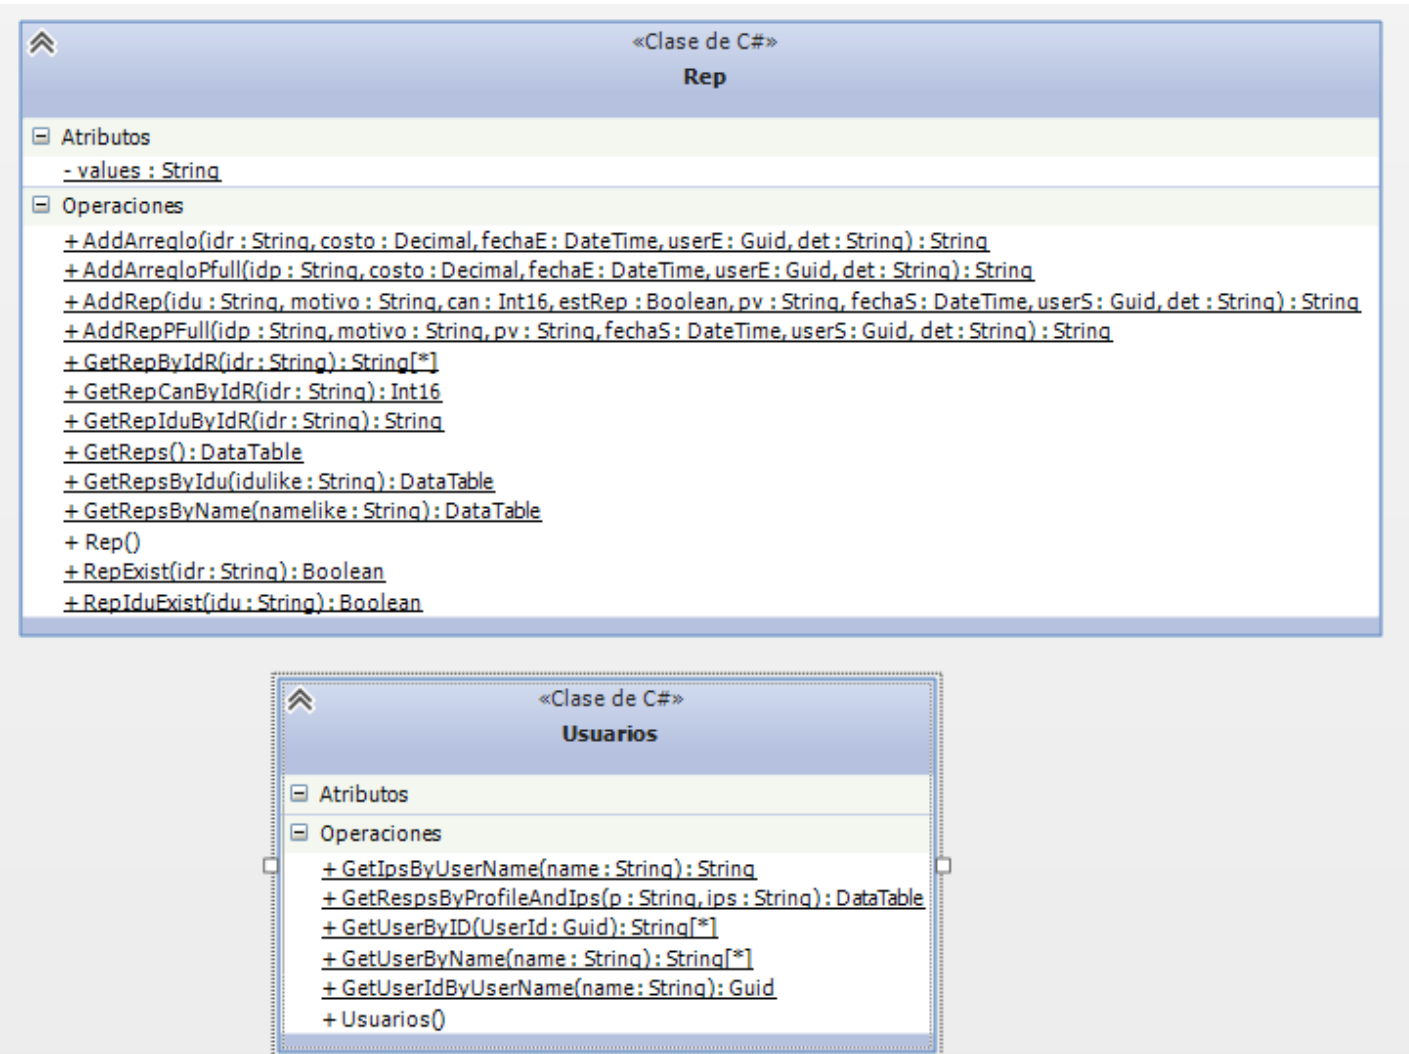 «Clase de C#»
Rep
Atributos
- values : String
Operaciones
+ AddArreglo(idr : String, costo : Decimal, fechaE : DateTime, userE : Guid, det : String) : String
+ AddArregloPfull(idp : String, costo : Decimal, fechaE : DateTime, userE : Guid, det : String) : String
+ AddRep(idu : String, motivo : String, can : Int16, estRep : Boolean, pv : String, fechaS : DateTime, userS : Guid, det : String) : String
+ AddRepPFull(idp : String, motivo : String, pv : String, fechaS : DateTime, userS : Guid, det : String) : String
+ GetRepByIdR(idr : String) : String[*]
+ GetRepCanByIdR(idr : String) : Int16
+ GetRepIduByIdR(idr : String) : String
+ GetReps() : DataTable
+ GetRepsByIdu(idulike : String) : DataTable
+ GetRepsByName(namelike : String) : DataTable
+ Rep()
+ RepExist(idr : String) : Boolean
+ RepIduExist(idu : String) : Boolean
«Clase de C#»
Usuarios
Atributos
Operaciones
+ GetIpsByUserName(name : String) : String
+ GetRespsByProfileAndIps(p : String, ips : String) : DataTable
+ GetUserByID(UserId : Guid) : String[*]
+ GetUserByName(name : String) : String[*]
+ GetUserIdByUserName(name : String) : Guid
+ Usuarios()